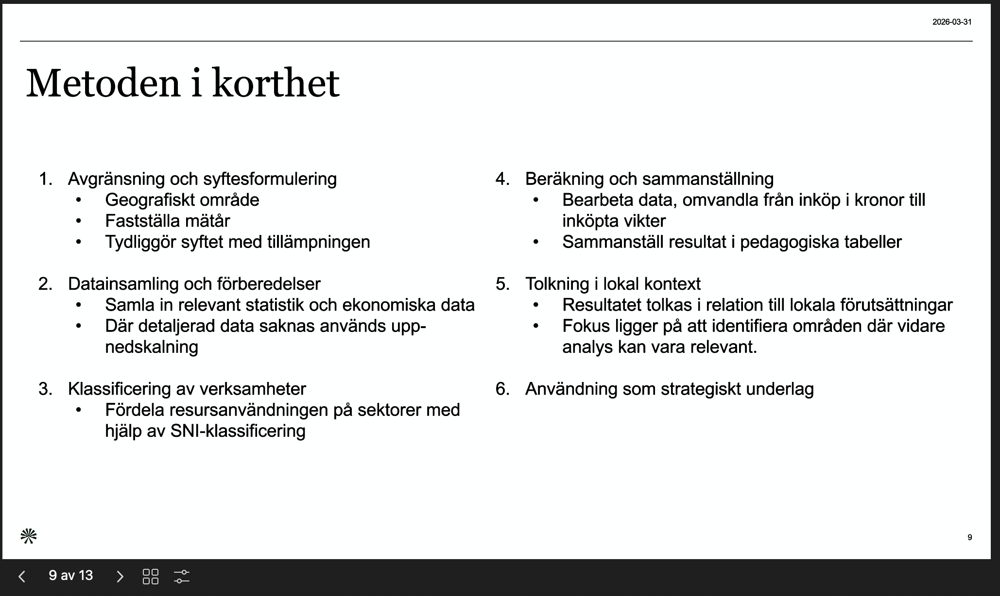 2026-03-31
Metoden i korthet
1. Avgränsning och syftesformulering
• Geografiskt område
• Fastställa mätår
• Tydliggör syftet med tillämpningen
2. Datainsamling och förberedelser
• Samla in relevant statistik och ekonomiska data
• Där detaljerad data saknas används upp-
nedskalning
3. Klassificering av verksamheter
• Fördela resursanvändningen på sektorer med
hjälp av SNI-klassificering
4. Beräkning och sammanställning
• Bearbeta data, omvandla från inköp i kronor till
inköpta vikter
• Sammanställ resultat i pedagogiska tabeller
5. Tolkning i lokal kontext
• Resultatet tolkas i relation till lokala förutsättningar
• Fokus ligger på att identifiera områden där vidare
analys kan vara relevant.
6. Användning som strategiskt underlag
9
9 av 13